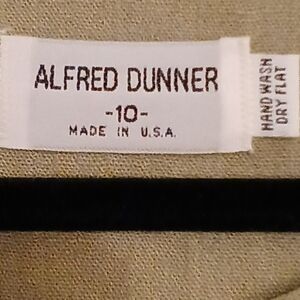 ALFRED DUNNER
-10-
MADE IN U.S.A.
HAND WASH
DRY FLAT